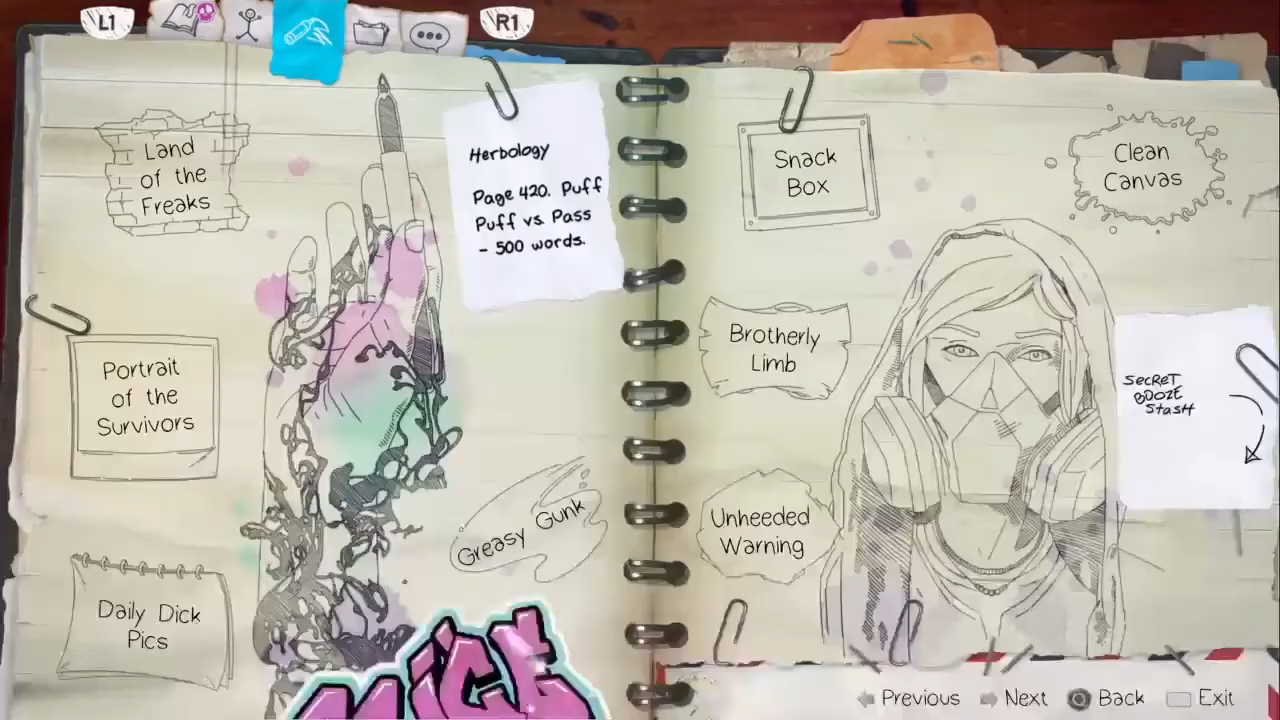 L1
R1
Land
of the
Freaks
Herbology
Page 420. Puff
Puff vs. Pass
- 500 words.
Portrait
of the
Survivors
Greasy Gunk
Daily Dick
Pics
Snack
Box
Clean
Canvas
Brotherly
Limb
SECRET
BOOZE
STASH
Unheeded
Warning
Previous
Next
Back
Exit